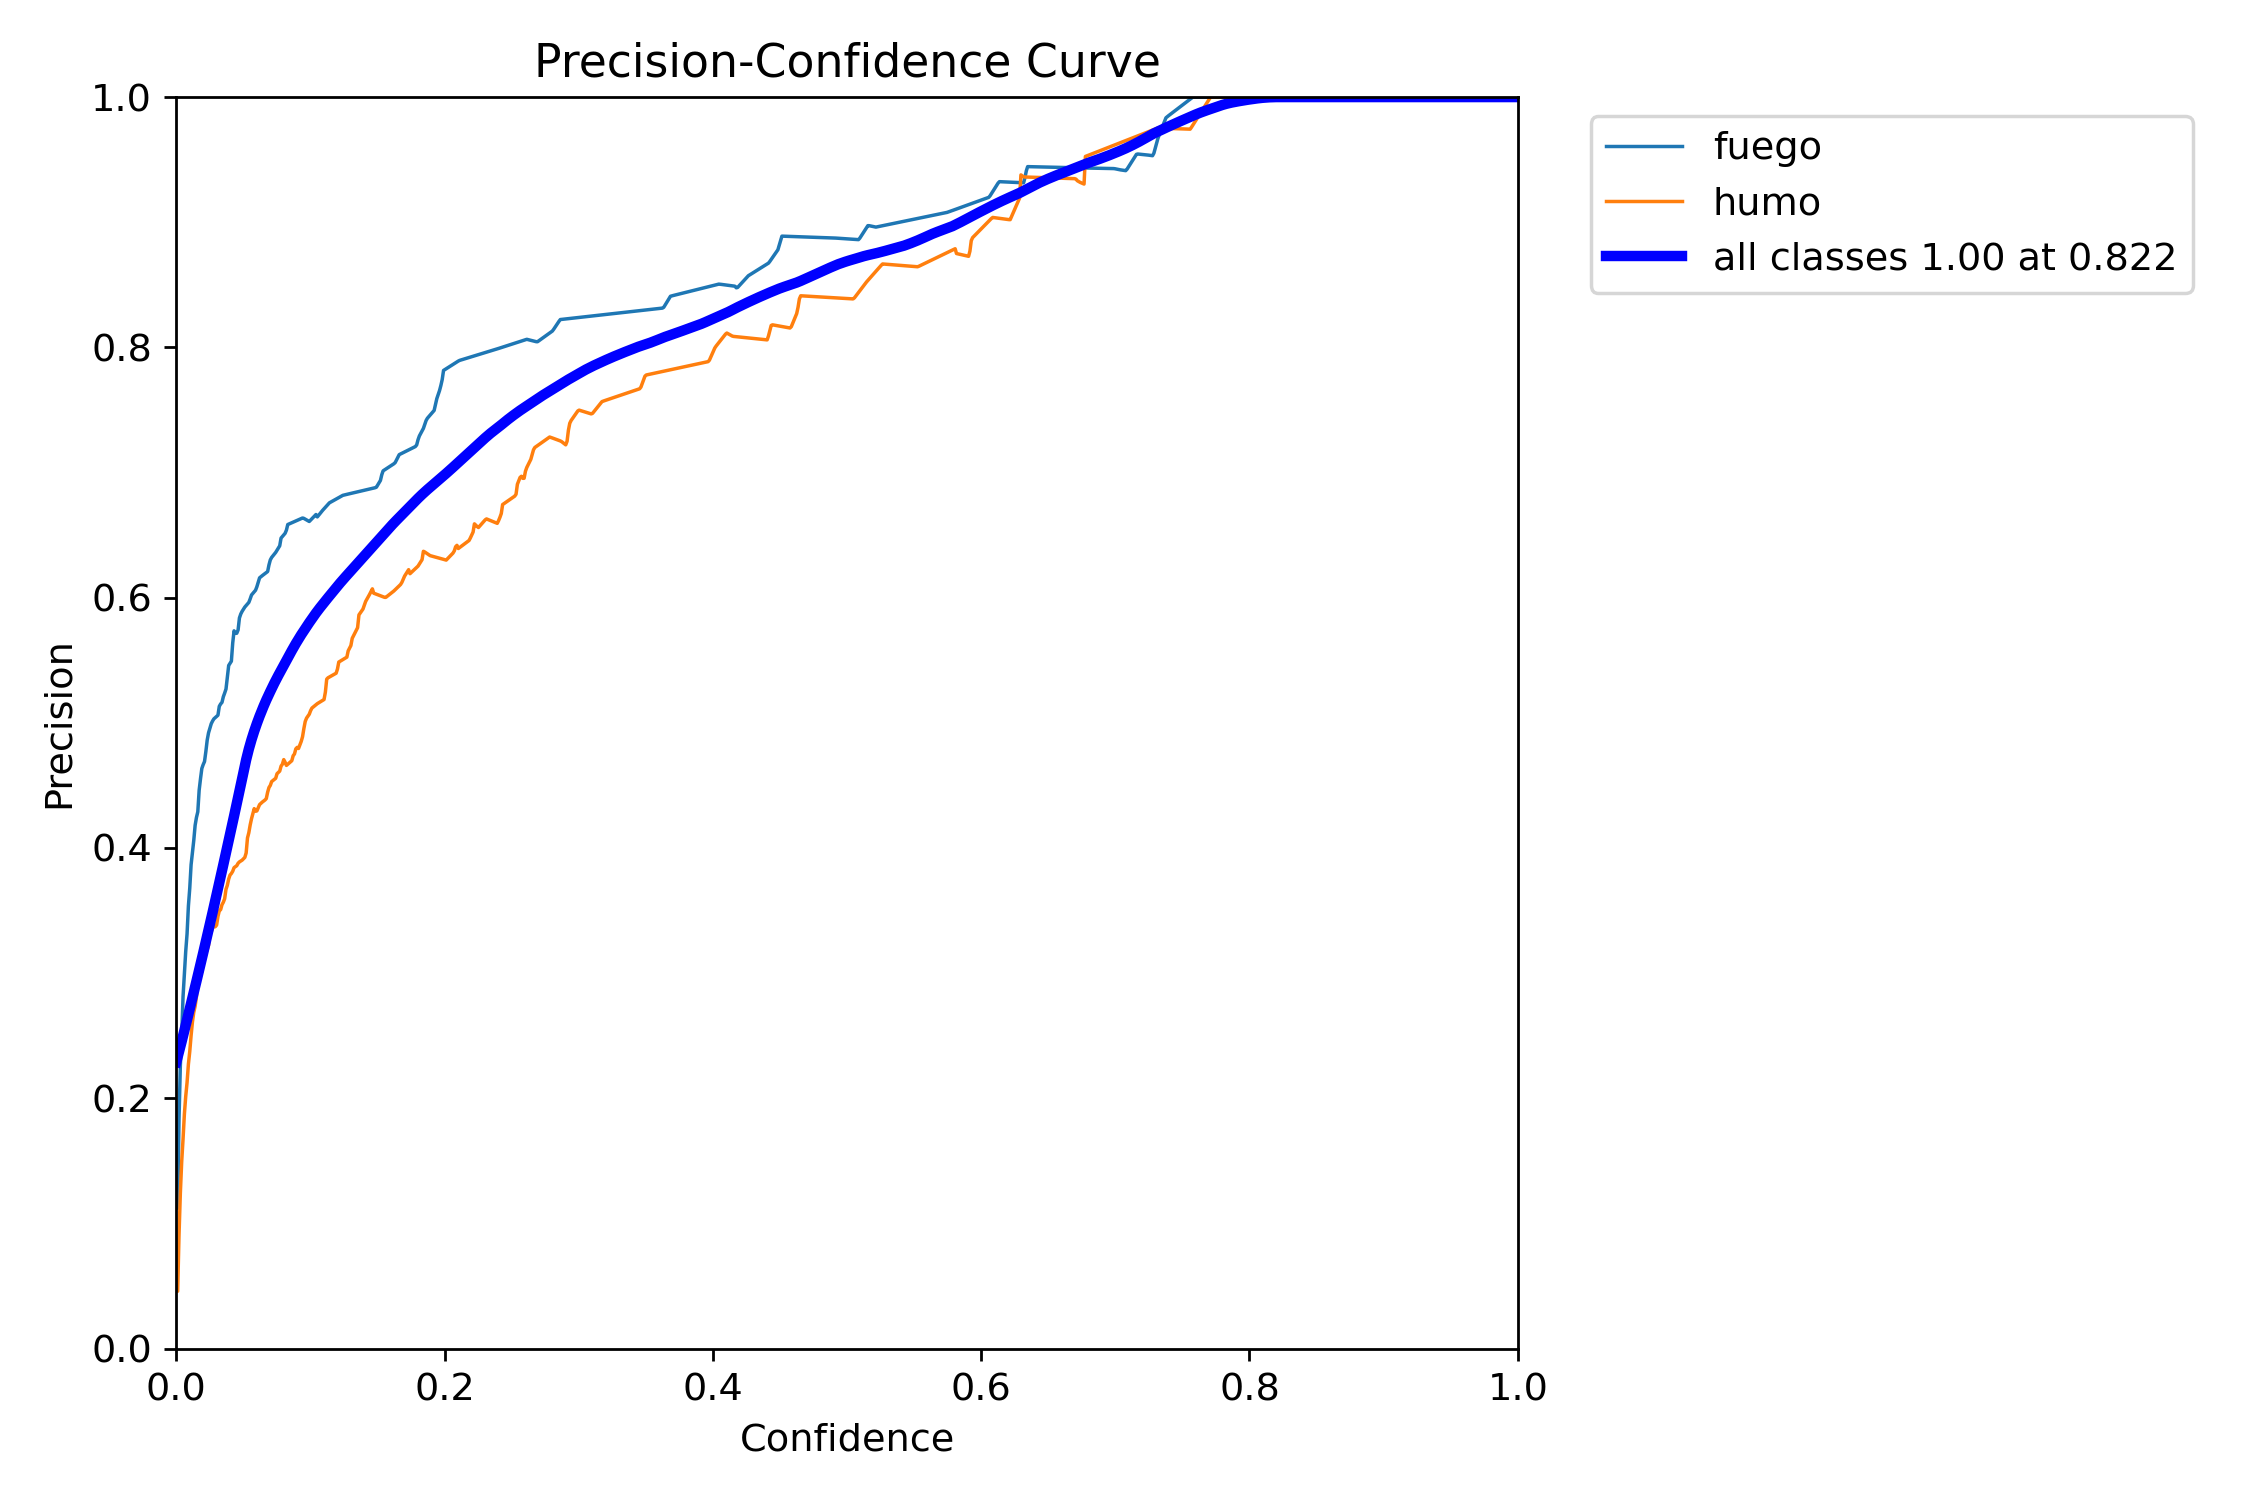 Precision-Confidence Curve
1.0
0.8
0.6
0.4
0.2
0.0
Precision
0.0 0.2 0.4 0.6 0.8 1.0
Confidence
fuego
humo
all classes 1.00 at 0.822